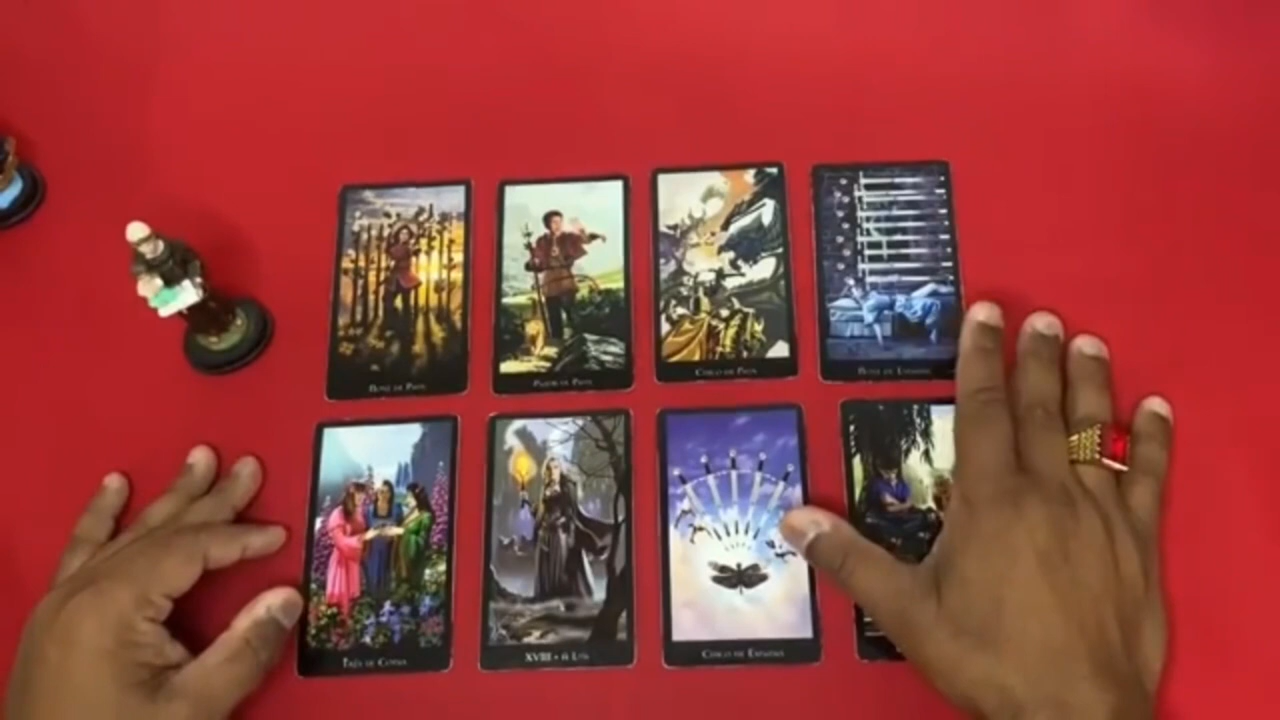 Nove de Paus
Pajem de Paus
Cinco de Paus
Nove de Espadas
Três de Copas
XVIII • A Lua
Cinco de Espadas